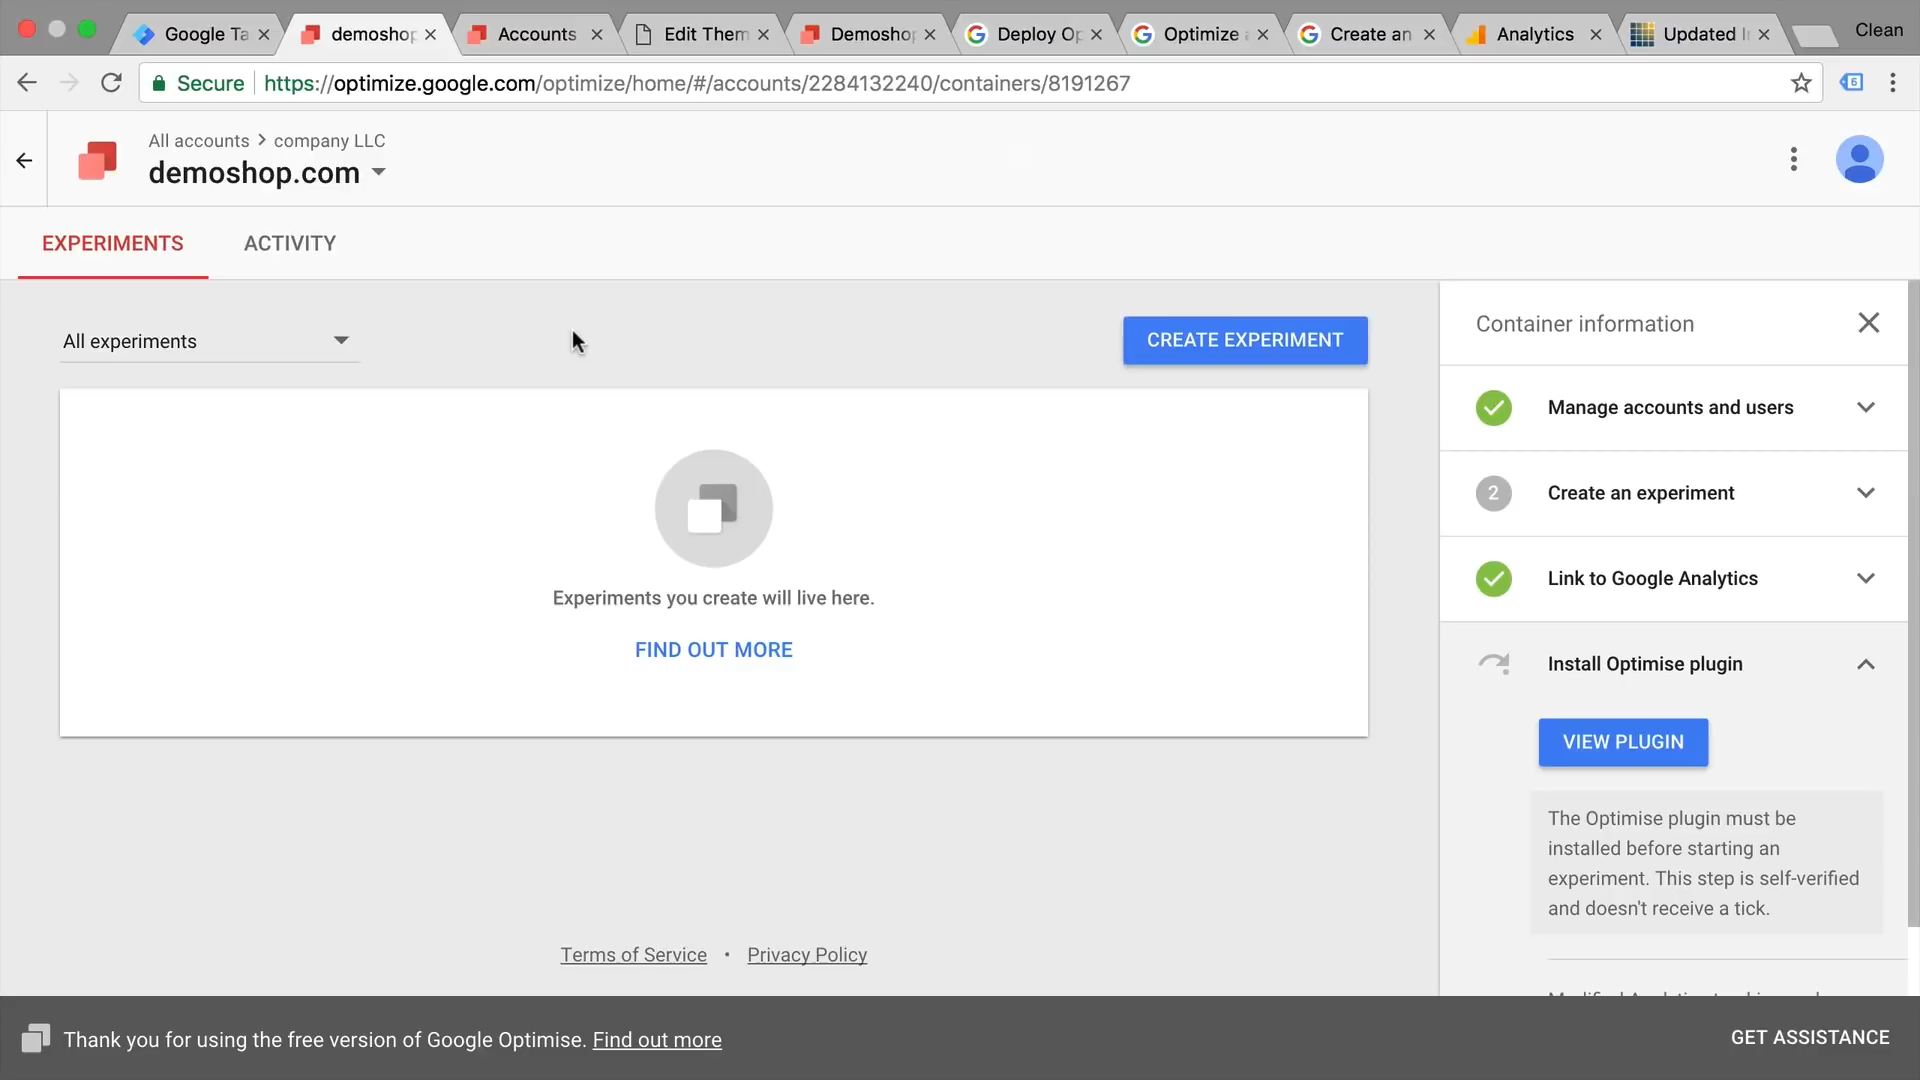 Google Ta
demoshop
Accounts
Edit Them
Demoshop
Deploy Op
Optimize
Create an
Analytics
Updated I
Clean
Secure
https://optimize.google.com/optimize/home/#/accounts/2284132240/containers/8191267
6
All accounts > company LLC
demoshop.com
EXPERIMENTS
ACTIVITY
All experiments
CREATE EXPERIMENT
Experiments you create will live here.
FIND OUT MORE
Container information
Manage accounts and users
2
Create an experiment
Link to Google Analytics
Install Optimise plugin
VIEW PLUGIN
The Optimise plugin must be
installed before starting an
experiment. This step is self-verified
and doesn't receive a tick.
Terms of Service • Privacy Policy
Thank you for using the free version of Google Optimise. Find out more
GET ASSISTANCE